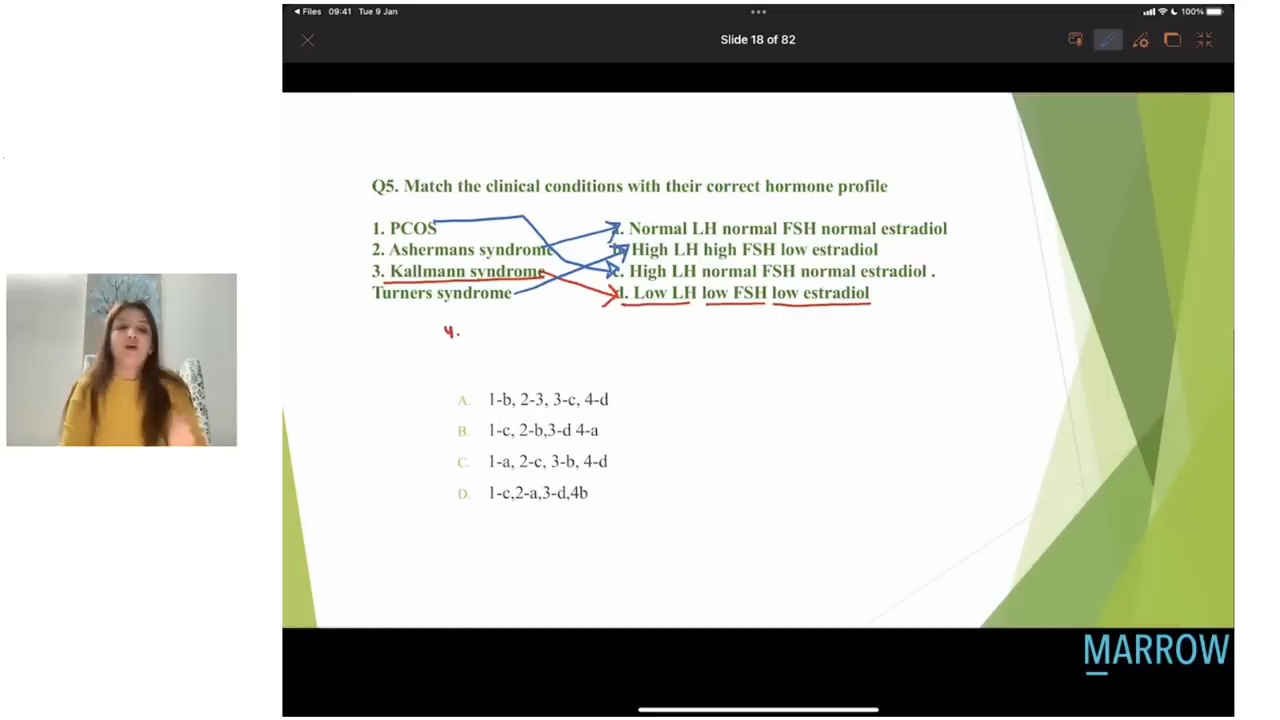 Files 09:41 Tue 9 Jan
100%
Slide 18 of 82
Q5. Match the clinical conditions with their correct hormone profile
1. PCOS
2. Ashermans syndrome
3. Kallmann syndrome
Turners syndrome
Normal LH normal FSH normal estradiol
High LH high FSH low estradiol
c. High LH normal FSH normal estradiol .
d. Low LH low FSH low estradiol
4.
A. 1-b, 2-3, 3-c, 4-d
B. 1-c, 2-b,3-d 4-a
C. 1-a, 2-c, 3-b, 4-d
D. 1-c,2-a,3-d,4b
MARROW